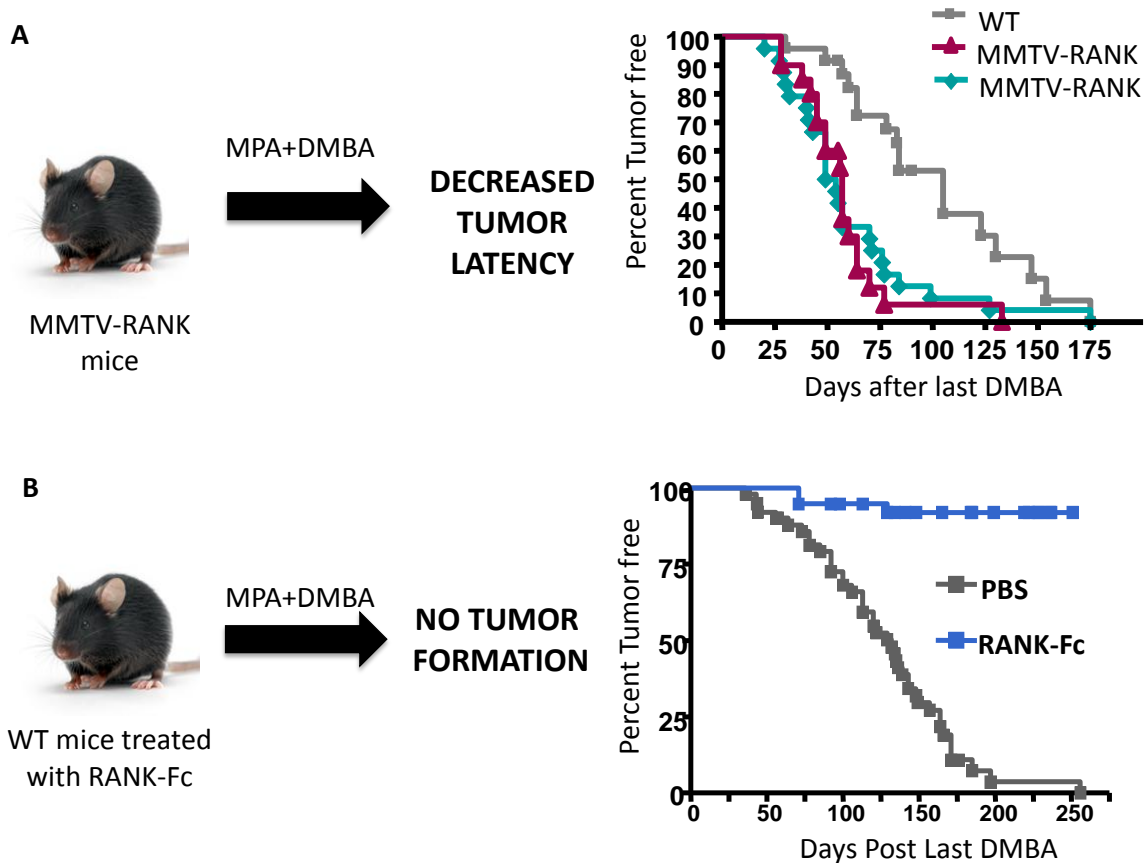 A
MPA+DMBA
DECREASED
TUMOR
LATENCY
MMTV-RANK
mice
WT
MMTV-RANK
MMTV-RANK
Percent Tumor free
100
90
80
70
60
50
40
30
20
10
0
0 25 50 75 100 125 150 175
Days after last DMBA
B
MPA+DMBA
NO TUMOR
FORMATION
WT mice treated
with RANK-Fc
Percent Tumor free
100
75
50
25
0
PBS
RANK-Fc
0 50 100 150 200 250
Days Post Last DMBA